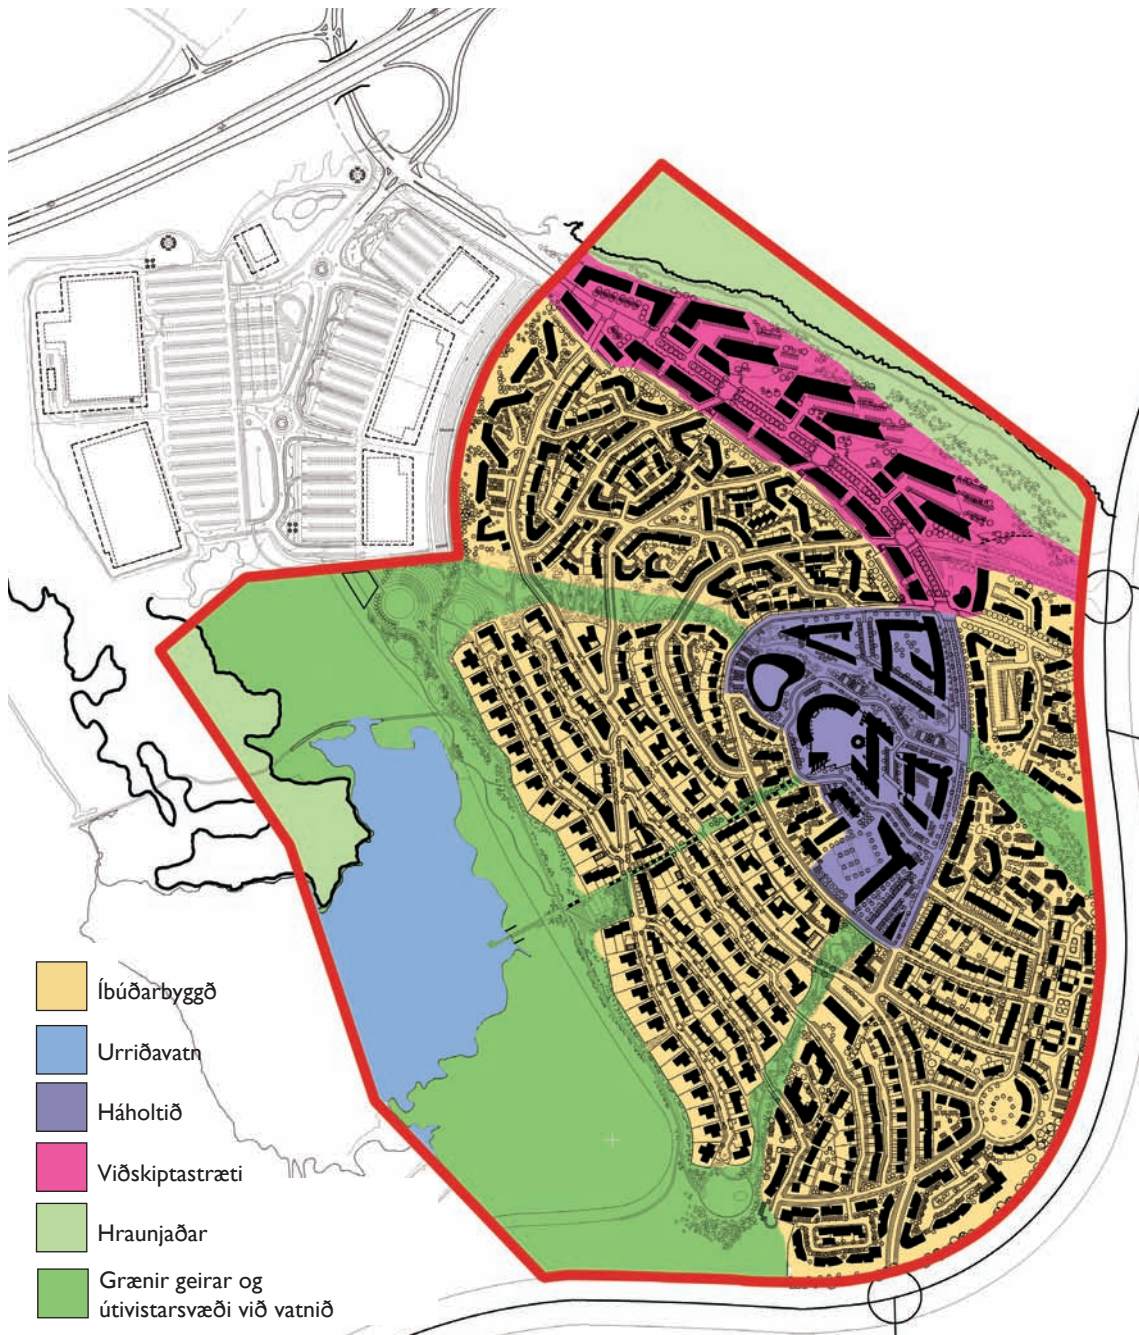 Íbúðarbyggð
Urriðavatn
Háholtið
Viðskiptastræti
Hraunjaðar
Grænir geirar og
útivistarsvæði við vatnið